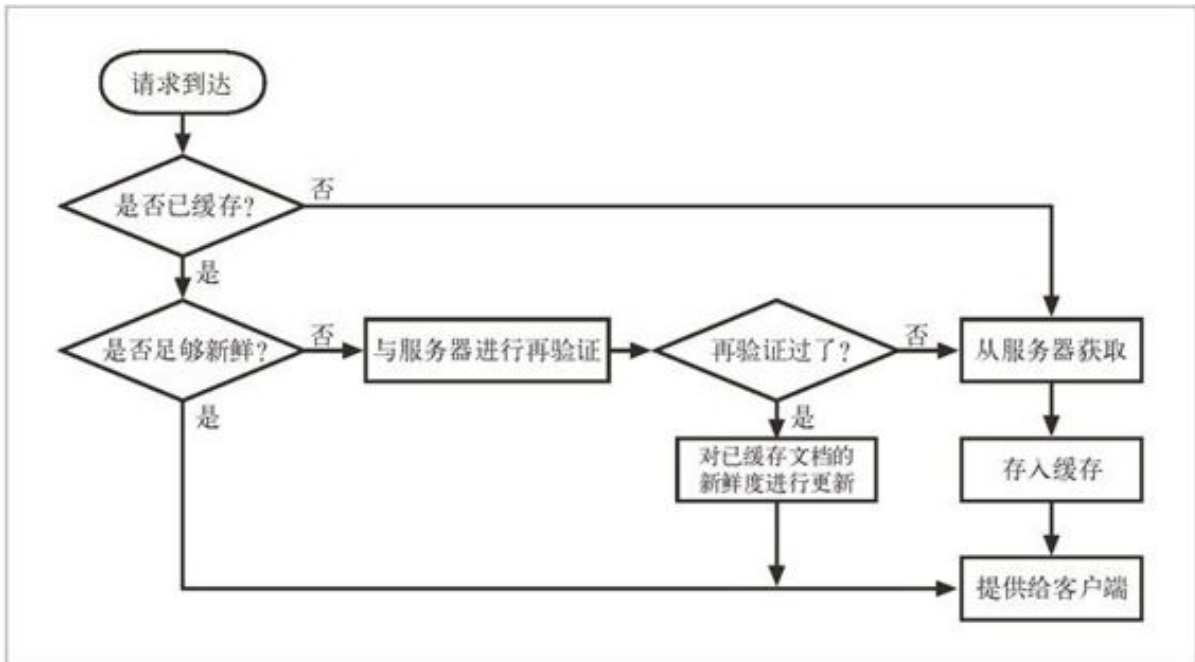 请求到达
是否已缓存?
否
是
是否足够新鲜?
否
与服务器进行再验证
再验证过了?
否
从服务器获取
是
是
对已缓存文档的
新鲜度进行更新
存入缓存
提供给客户端